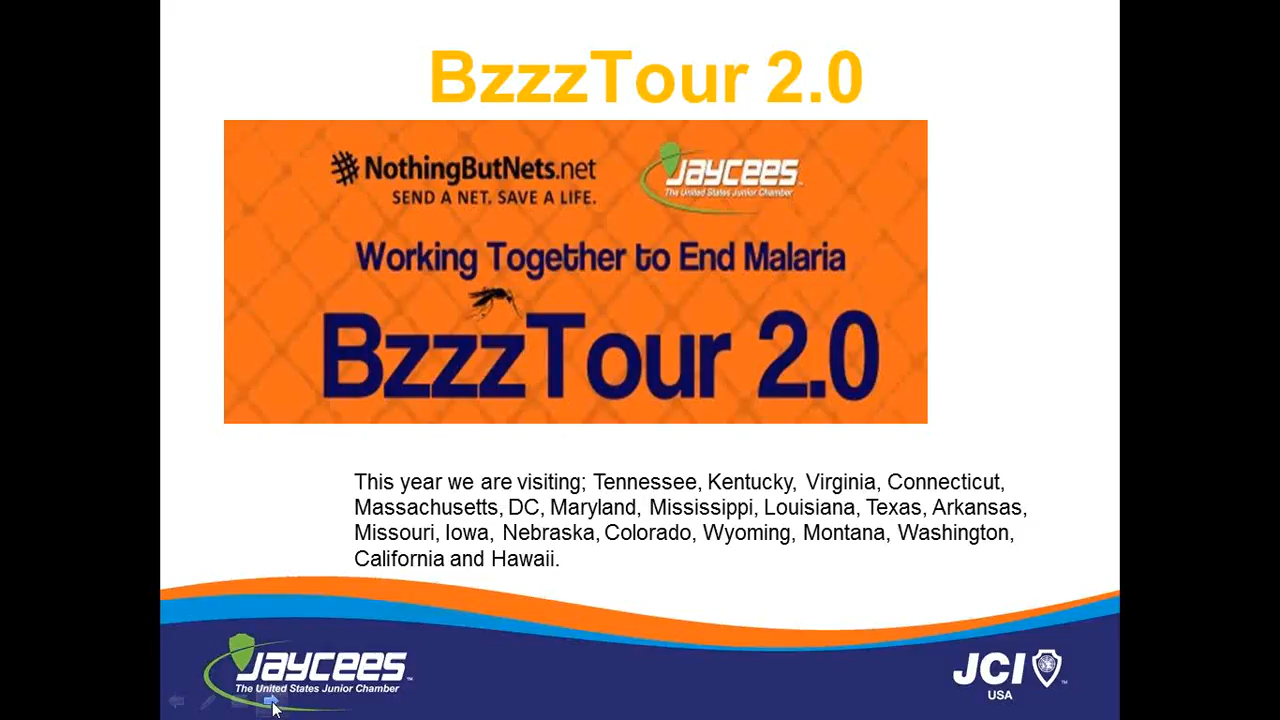 BzzzTour 2.0
NothingButNets.net
SEND A NET. SAVE A LIFE.
Jaycees
The United States Junior Chamber
Working Together to End Malaria
BzzzTour 2.0
This year we are visiting; Tennessee, Kentucky, Virginia, Connecticut,
Massachusetts, DC, Maryland, Mississippi, Louisiana, Texas, Arkansas,
Missouri, Iowa, Nebraska, Colorado, Wyoming, Montana, Washington,
California and Hawaii.
Jaycees™
The United States Junior Chamber
JCI™
USA